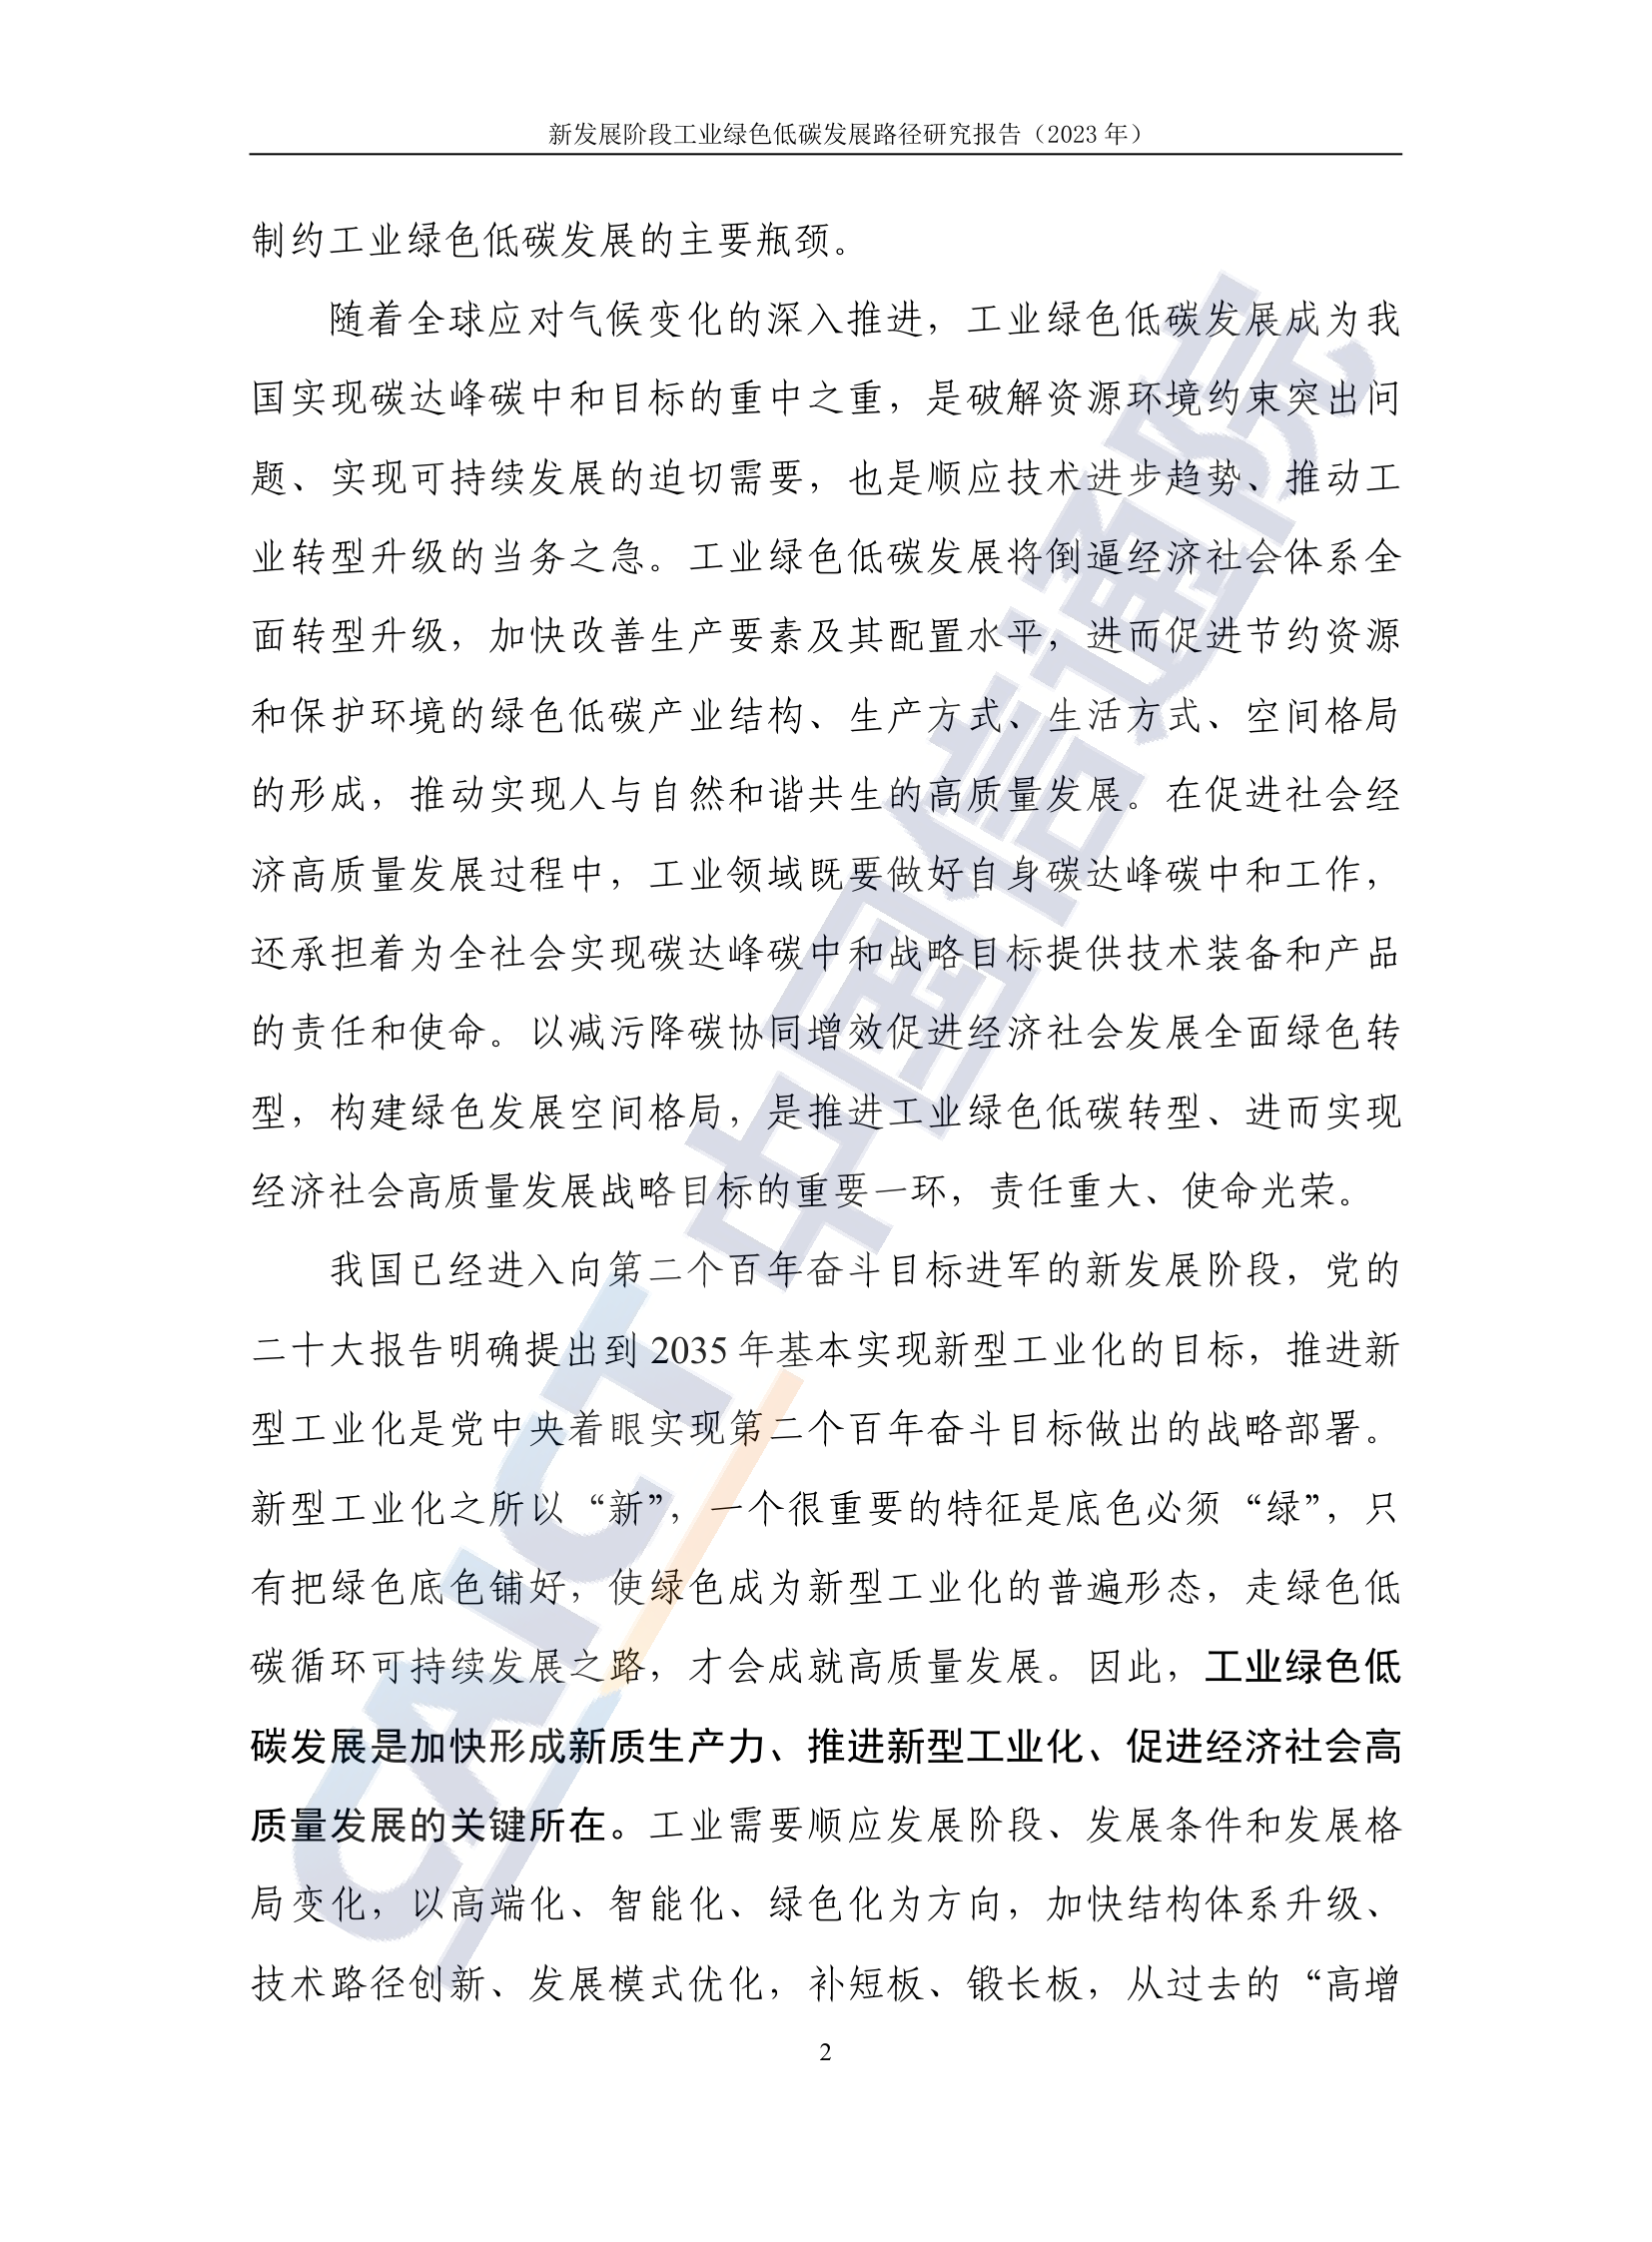 新发展阶段工业绿色低碳发展路径研究报告（2023 年）
制约工业绿色低碳发展的主要瓶颈。
随着全球应对气候变化的深入推进，工业绿色低碳发展成为我
国实现碳达峰碳中和目标的重中之重，是破解资源环境约束突出问
题、实现可持续发展的迫切需要，也是顺应技术进步趋势、推动工
业转型升级的当务之急。工业绿色低碳发展将倒逼经济社会体系全
面转型升级，加快改善生产要素及其配置水平，进而促进节约资源
和保护环境的绿色低碳产业结构、生产方式、生活方式、空间格局
的形成，推动实现人与自然和谐共生的高质量发展。在促进社会经
济高质量发展过程中，工业领域既要做好自身碳达峰碳中和工作，
还承担着为全社会实现碳达峰碳中和战略目标提供技术装备和产品
的责任和使命。以减污降碳协同增效促进经济社会发展全面绿色转
型，构建绿色发展空间格局，是推进工业绿色低碳转型、进而实现
经济社会高质量发展战略目标的重要一环，责任重大、使命光荣。
我国已经进入向第二个百年奋斗目标进军的新发展阶段，党的
二十大报告明确提出到 2035 年基本实现新型工业化的目标，推进新
型工业化是党中央着眼实现第二个百年奋斗目标做出的战略部署。
新型工业化之所以“新”，一个很重要的特征是底色必须“绿”，只
有把绿色底色铺好，使绿色成为新型工业化的普遍形态，走绿色低
碳循环可持续发展之路，才会成就高质量发展。因此，工业绿色低
碳发展是加快形成新质生产力、推进新型工业化、促进经济社会高
质量发展的关键所在。工业需要顺应发展阶段、发展条件和发展格
局变化，以高端化、智能化、绿色化为方向，加快结构体系升级、
技术路径创新、发展模式优化，补短板、锻长板，从过去的“高增
2
CAICT 中国信通院